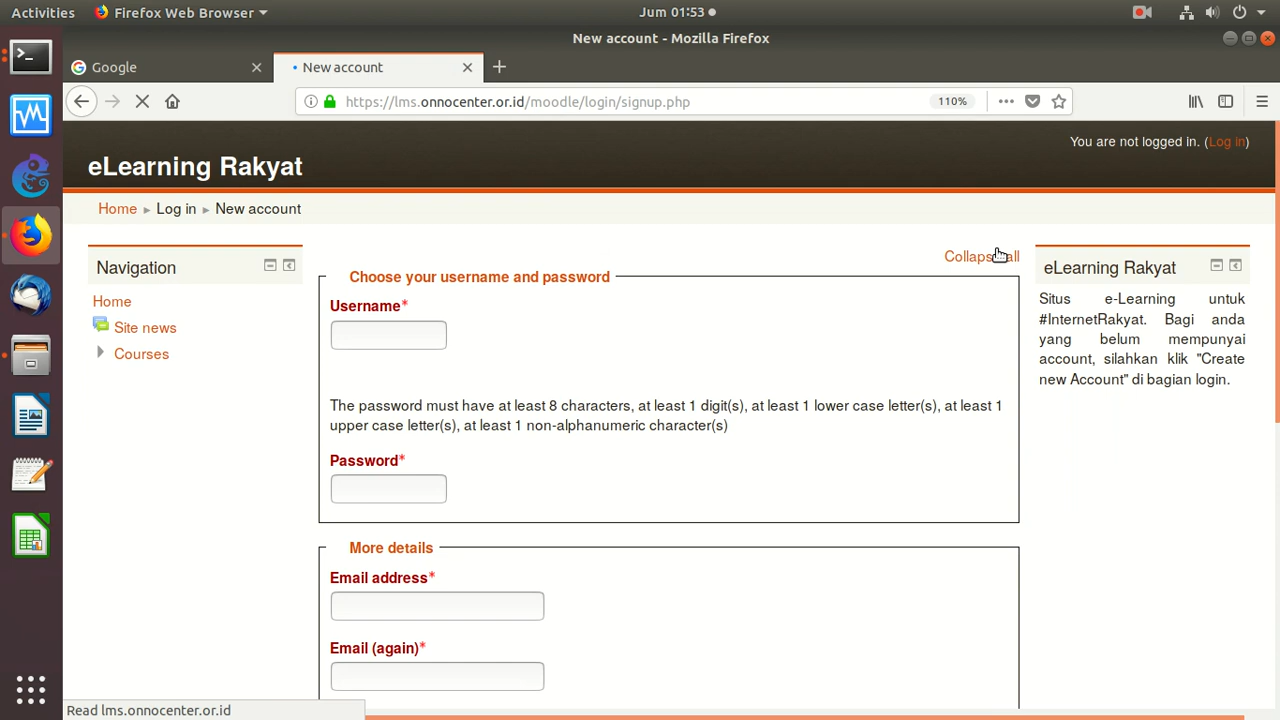 Activities
Firefox Web Browser
Jum 01:53
New account - Mozilla Firefox
Google
New account
https://lms.onnocenter.or.id/moodle/login/signup.php
110%
You are not logged in. (Log in)
eLearning Rakyat
Home
Log in
New account
Navigation
Home
Site news
Courses
Collapse all
Choose your username and password
Username*
The password must have at least 8 characters, at least 1 digit(s), at least 1 lower case letter(s), at least 1
upper case letter(s), at least 1 non-alphanumeric character(s)
Password*
More details
Email address*
Email (again)*
eLearning Rakyat
Situs e-Learning untuk
#InternetRakyat. Bagi anda
yang belum mempunyai
account, silahkan klik "Create
new Account" di bagian login.
Read lms.onnocenter.or.id